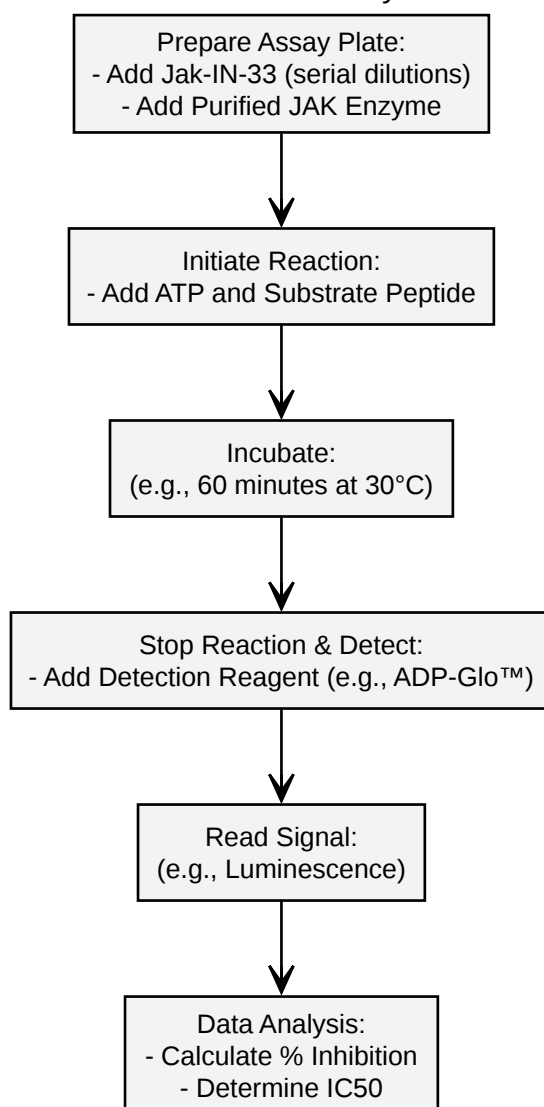 Prepare Assay Plate:
- Add Jak-IN-33 (serial dilutions)
- Add Purified JAK Enzyme
Initiate Reaction:
- Add ATP and Substrate Peptide
Incubate:
(e.g., 60 minutes at 30°C)
Stop Reaction & Detect:
- Add Detection Reagent (e.g., ADP-Glo™)
Read Signal:
(e.g., Luminescence)
Data Analysis:
- Calculate % Inhibition
- Determine IC50